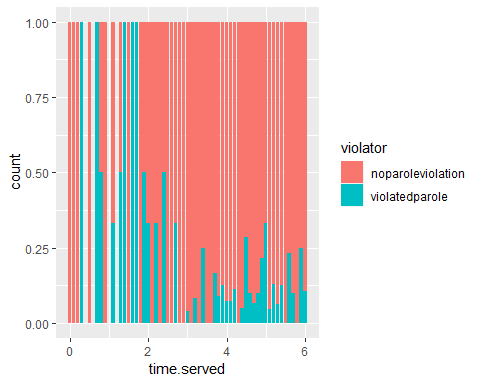 1.00
0.75
0.50
0.25
0.00
count
0
2
4
6
time.served
violator
noparoleviolation
violatedparole